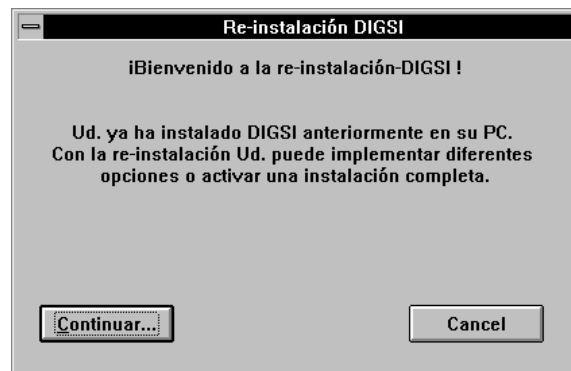 Re-instalación DIGSI
¡Bienvenido a la re-instalación-DIGSI !
Ud. ya ha instalado DIGSI anteriormente en su PC.
Con la re-instalación Ud. puede implementar diferentes
opciones o activar una instalación completa.
Continuar...
Cancel